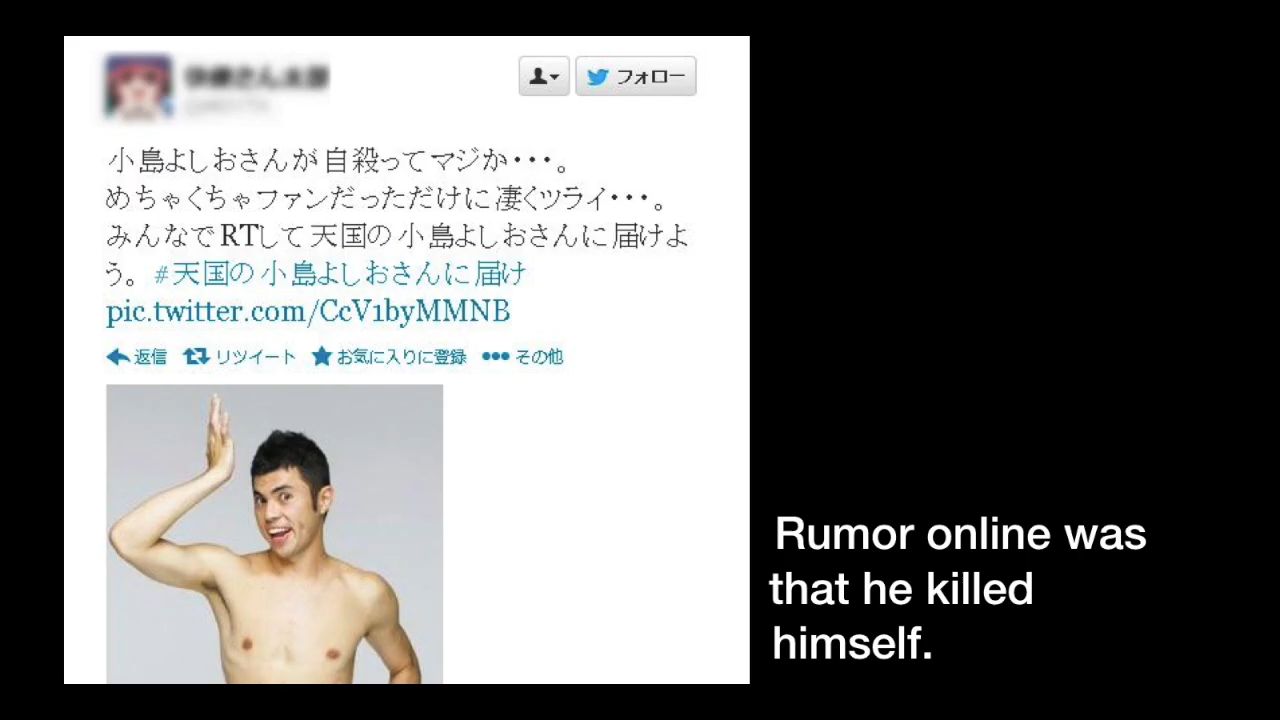 フォロー
小島よしおさんが自殺ってマジか・・・。
めちゃくちゃファンだっただけに凄くツライ・・・。
みんなでRTして天国の小島よしおさんに届けよ
う。 #天国の小島よしおさんに届け
pic.twitter.com/CcV1byMMNB
返信 リツイート お気に入りに登録 その他
Rumor online was
that he killed
himself.